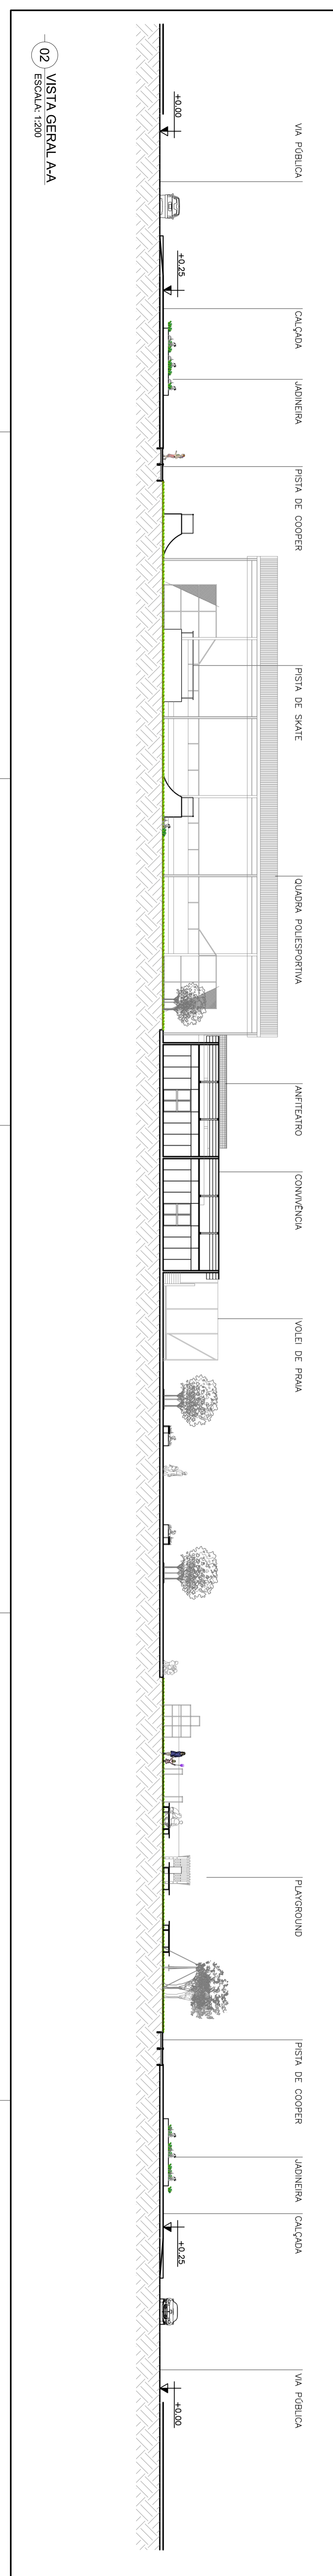 VIA PÚBLICA
CALÇADA
JADINEIRA
PISTA DE COOPER
PISTA DE SKATE
QUADRA POLIESPORTIVA
ANFITEATRO
CONVIVÊNCIA
VOLEI DE PRAIA
PLAYGROUND
PISTA DE COOPER
JADINEIRA
CALÇADA
VIA PÚBLICA
+0.00
+0.25
+0.25
+0.00
02 VISTA GERAL A-A
ESCALA: 1:200